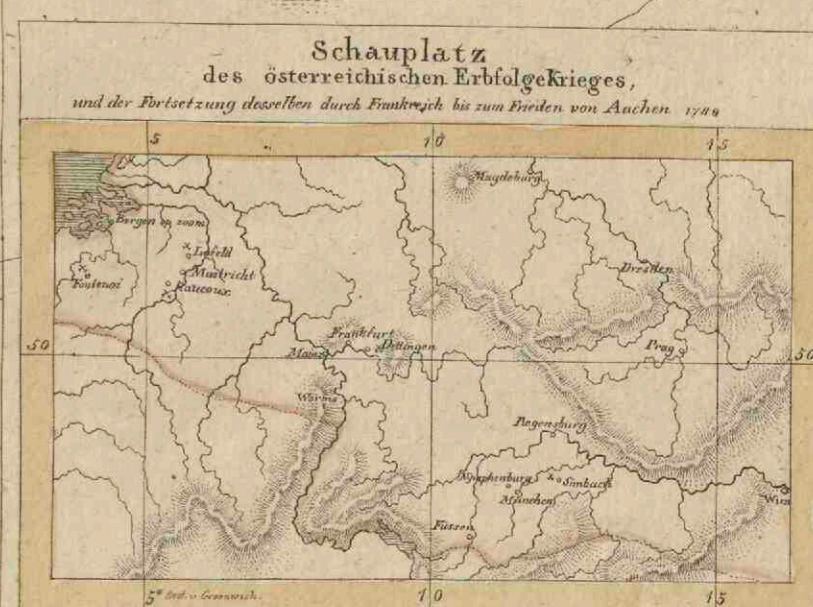 Schauplatz
des österreichischen Erbfolgekrieges,
und der Fortsetzung desselben durch Frankreich bis zum Frieden von Aachen 1748
5 10 15
Magdeburg
Bergen op zoom
Lafeld
Mastricht
Fontenoi
Raucoux
Dresden
Frankfurt
50 Mainz Dettingen Prag 50
Worms
Regensburg
Nymphenburg Simbach
München
Wien
Füssen
5° östl. v. Greenwich. 10 15